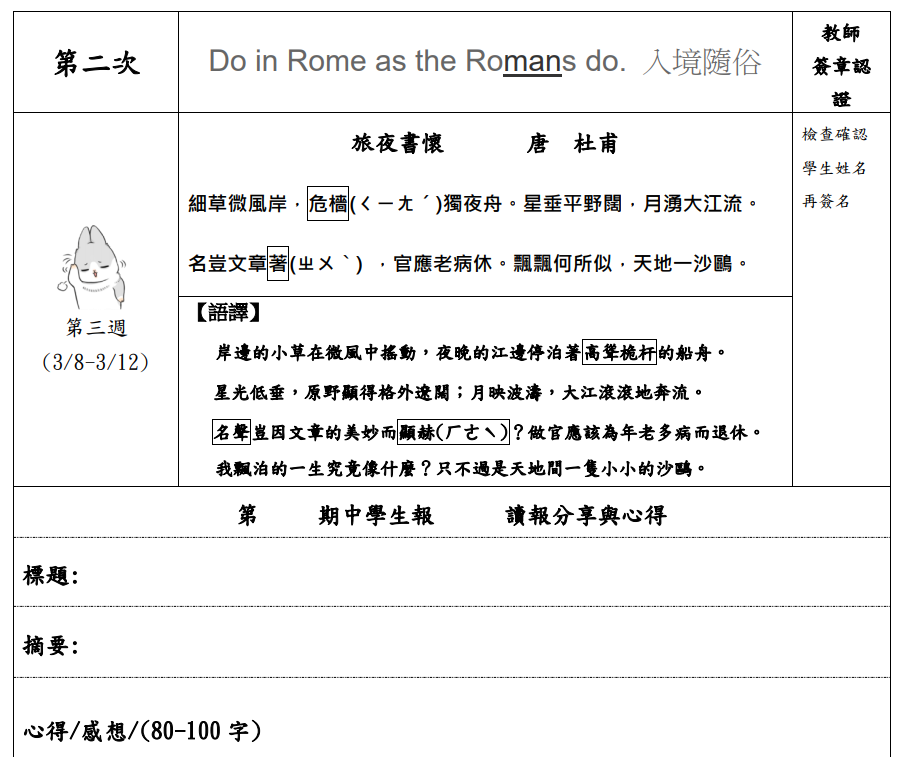 第二次
Do in Rome as the Romans do. 入境隨俗
教師
簽章認
證
第三週
(3/8-3/12)
旅夜書懷 唐 杜甫
細草微風岸，危檣(ㄑㄧㄤˊ)獨夜舟。星垂平野闊，月湧大江流。
名豈文章著(ㄓㄨˋ)，官應老病休。飄飄何所似，天地一沙鷗。
【語譯】
岸邊的小草在微風中搖動，夜晚的江邊停泊著高聳桅杆的船舟。
星光低垂，原野顯得格外遼闊；月映波濤，大江滾滾地奔流。
名聲豈因文章的美妙而顯赫(ㄏㄜˋ)？做官應該為年老多病而退休。
我飄泊的一生究竟像什麼？只不過是天地間一隻小小的沙鷗。
檢查確認
學生姓名
再簽名
第 期中學生報 讀報分享與心得
標題:
摘要:
心得/感想/(80-100 字)